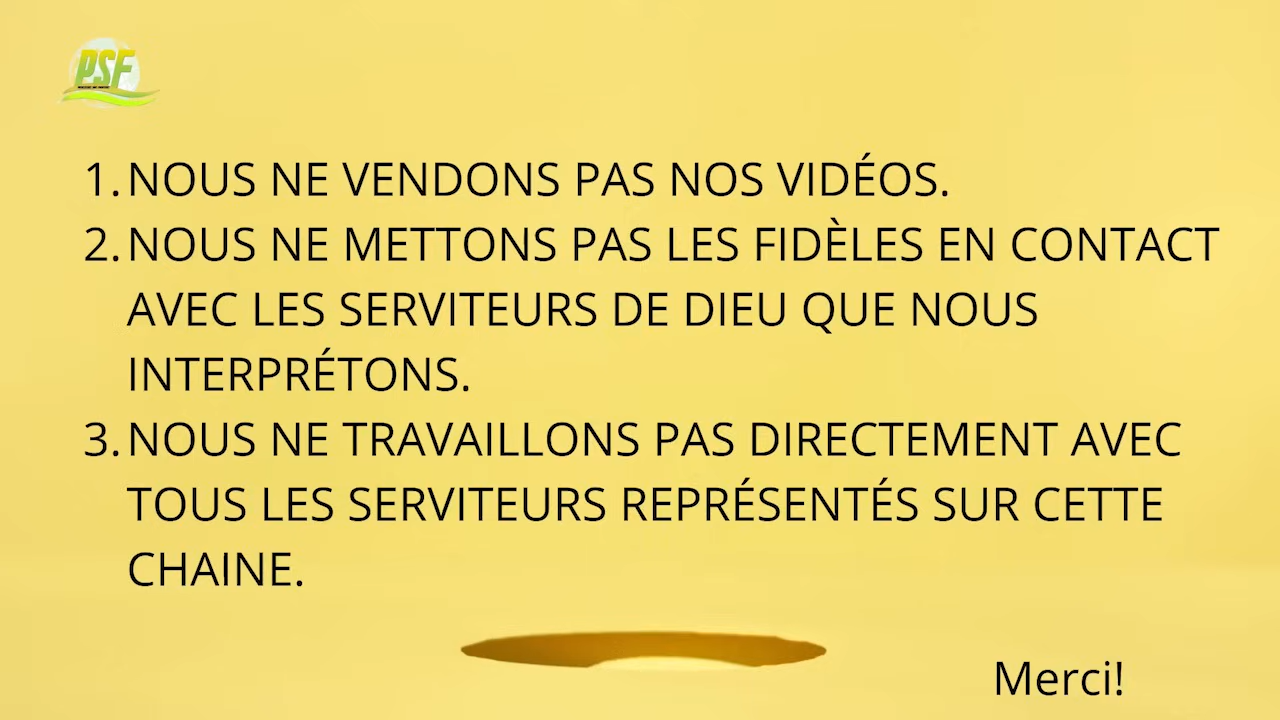 PSF
1. NOUS NE VENDONS PAS NOS VIDÉOS.
2. NOUS NE METTONS PAS LES FIDÈLES EN CONTACT
AVEC LES SERVITEURS DE DIEU QUE NOUS
INTERPRÉTONS.
3. NOUS NE TRAVAILLONS PAS DIRECTEMENT AVEC
TOUS LES SERVITEURS REPRÉSENTÉS SUR CETTE
CHAINE.
Merci!